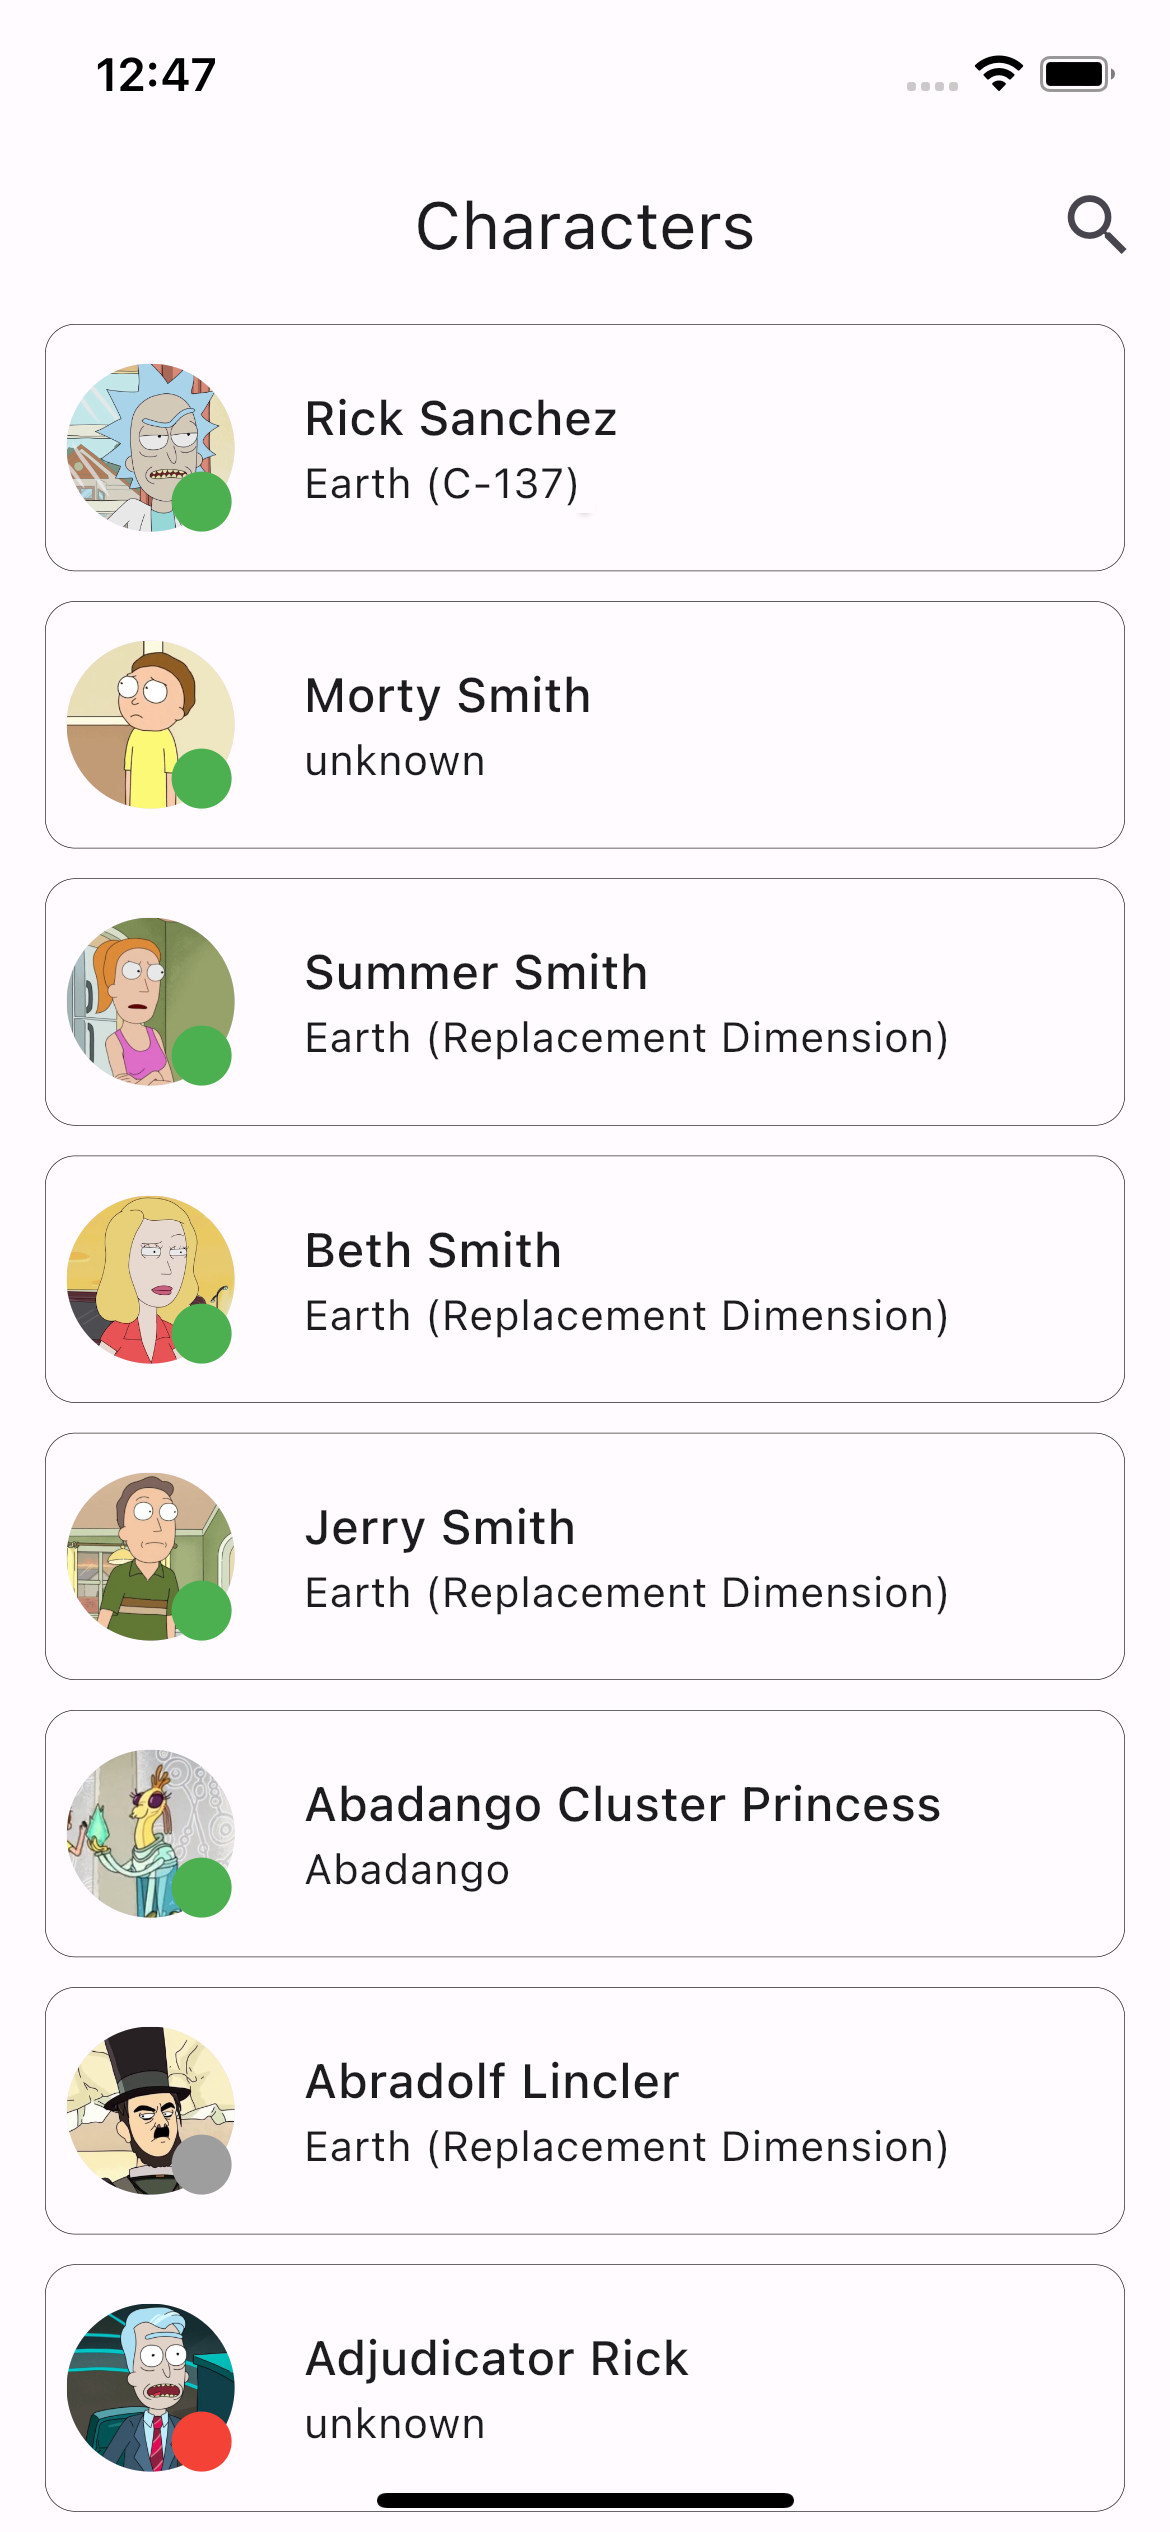 12:47
Characters
Rick Sanchez
Earth (C-137)
Morty Smith
unknown
Summer Smith
Earth (Replacement Dimension)
Beth Smith
Earth (Replacement Dimension)
Jerry Smith
Earth (Replacement Dimension)
Abadango Cluster Princess
Abadango
Abradolf Lincler
Earth (Replacement Dimension)
Adjudicator Rick
unknown